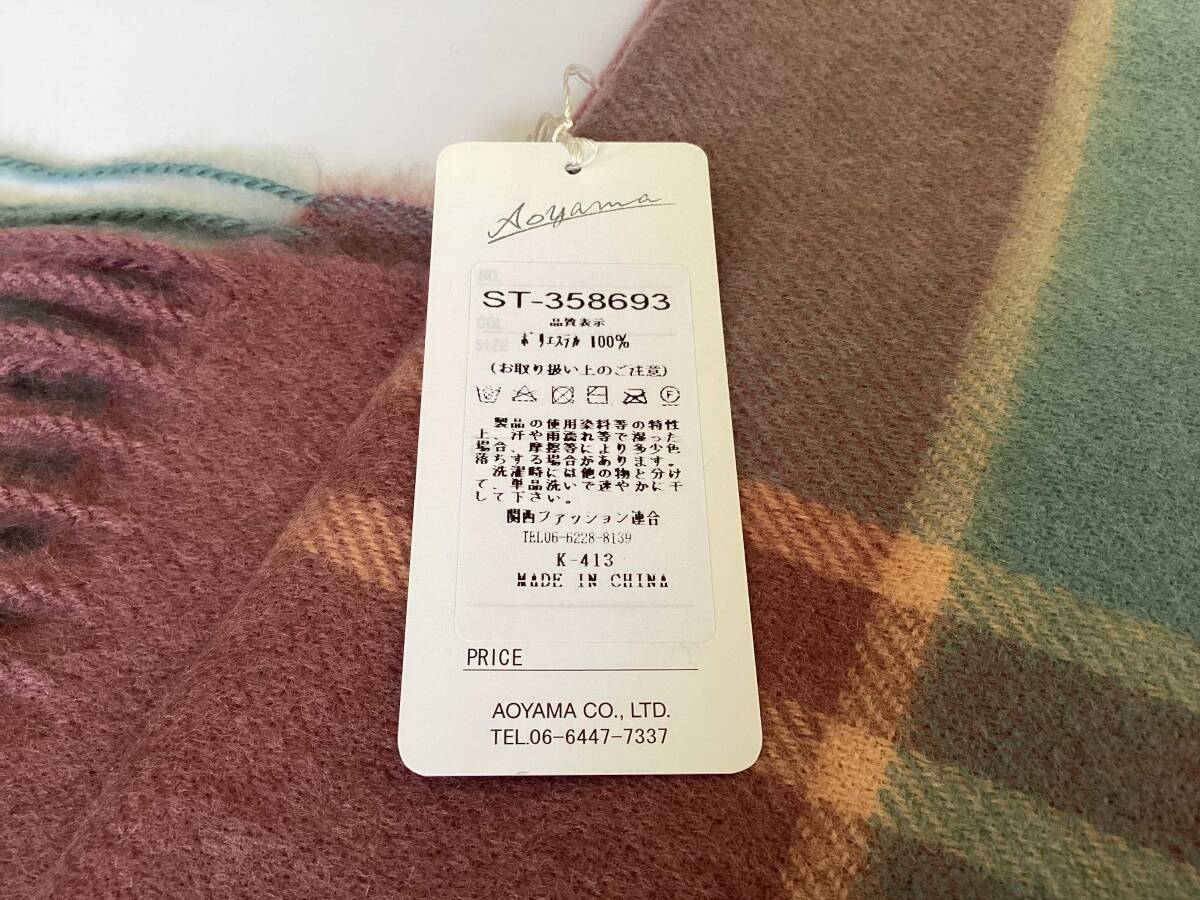 Aoyama
NO.
ST-358693
COL.
品質表示
SIZE
ポリエステル 100%
(お取り扱い上のご注意)
F
製品の使用染料等の特性
上、汗や雨濡れ等で湿った
場合、摩擦等により多少色
落ちする場合があります。
洗濯時には他の物と分け
て、単品洗いで速やかに干
して下さい。
関西ファッション連合
TEL06-6228-8139
K-413
MADE IN CHINA
PRICE
AOYAMA CO., LTD.
TEL.06-6447-7337